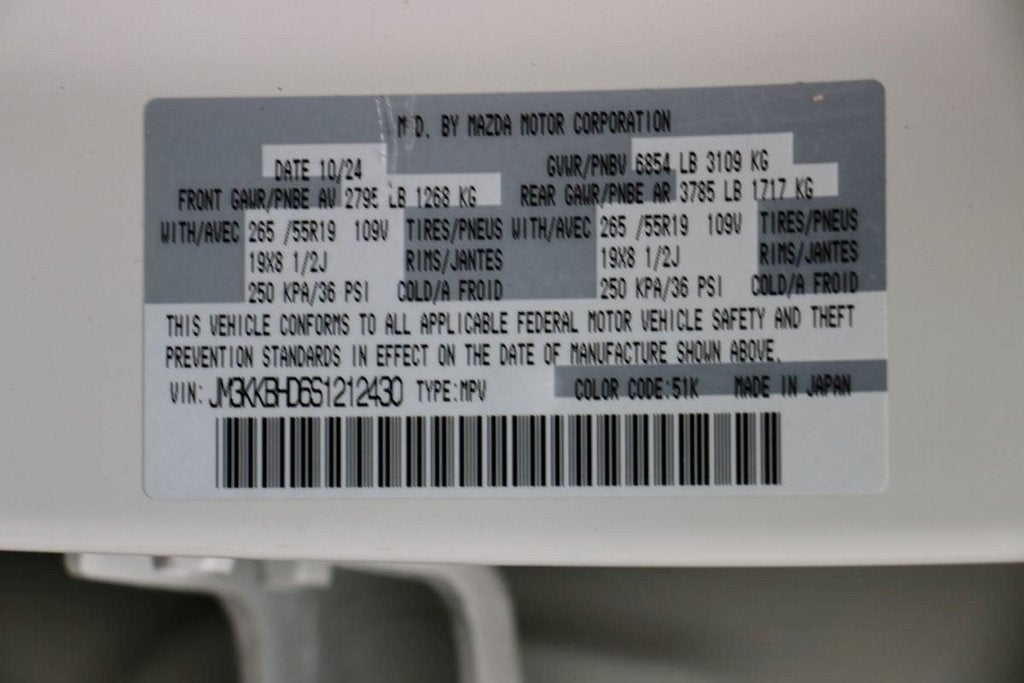 MFD. BY MAZDA MOTOR CORPORATION
DATE 10/24 GVWR/PNBV 6854 LB 3109 KG
FRONT GAWR/PNBE AV 2795 LB 1268 KG REAR GAWR/PNBE AR 3785 LB 1717 KG
WITH/AVEC 265 /55R19 109V TIRES/PNEUS WITH/AVEC 265 /55R19 109V TIRES/PNEUS
19X8 1/2J RIMS/JANTES 19X8 1/2J RIMS/JANTES
250 KPA/36 PSI COLD/A FROID 250 KPA/36 PSI COLD/A FROID
THIS VEHICLE CONFORMS TO ALL APPLICABLE FEDERAL MOTOR VEHICLE SAFETY AND THEFT
PREVENTION STANDARDS IN EFFECT ON THE DATE OF MANUFACTURE SHOWN ABOVE.
VIN: JM3KKBHD6S1212430 TYPE:MPV COLOR CODE:51K MADE IN JAPAN